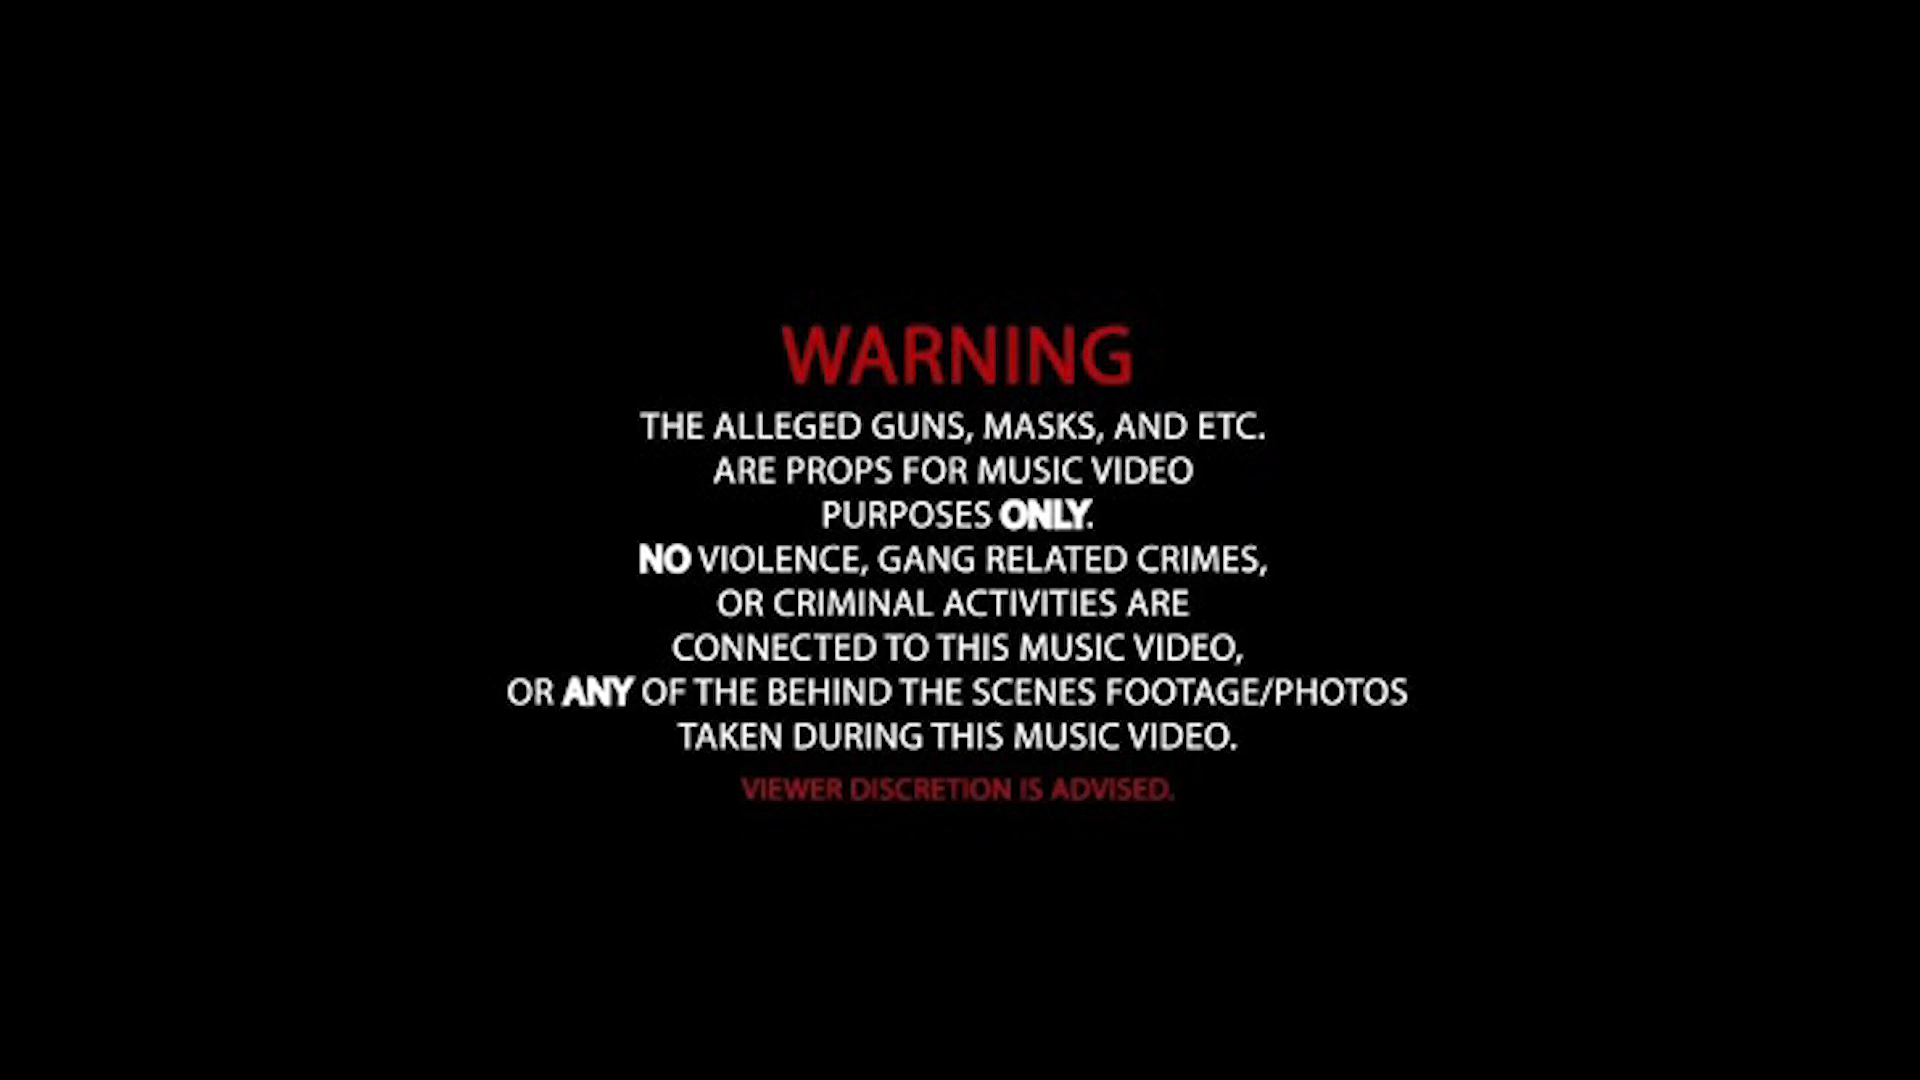 WARNING
THE ALLEGED GUNS, MASKS, AND ETC.
ARE PROPS FOR MUSIC VIDEO
PURPOSES ONLY.
NO VIOLENCE, GANG RELATED CRIMES,
OR CRIMINAL ACTIVITIES ARE
CONNECTED TO THIS MUSIC VIDEO,
OR ANY OF THE BEHIND THE SCENES FOOTAGE/PHOTOS
TAKEN DURING THIS MUSIC VIDEO.
VIEWER DISCRETION IS ADVISED.